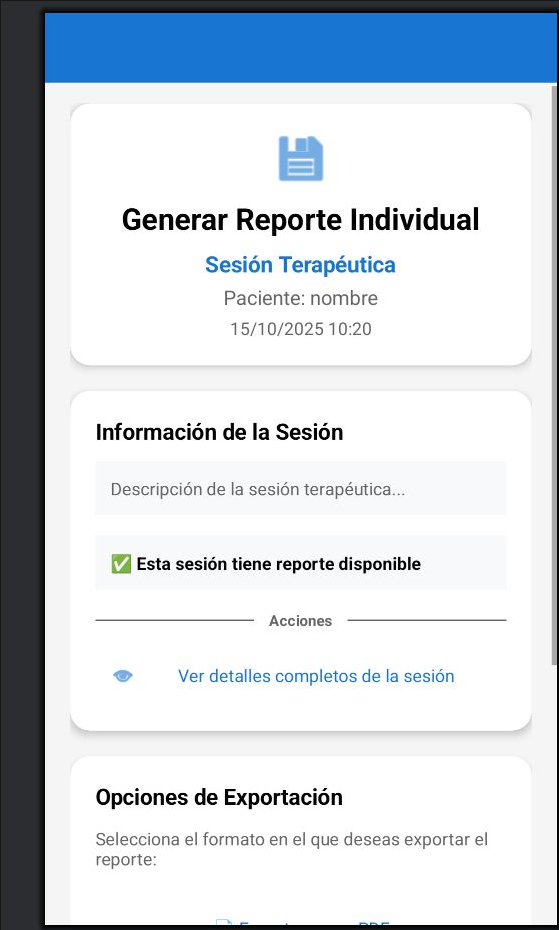 Generar Reporte Individual
Sesión Terapéutica
Paciente: nombre
15/10/2025 10:20
Información de la Sesión
Descripción de la sesión terapéutica...
✅ Esta sesión tiene reporte disponible
Acciones
Ver detalles completos de la sesión
Opciones de Exportación
Selecciona el formato en el que deseas exportar el
reporte: